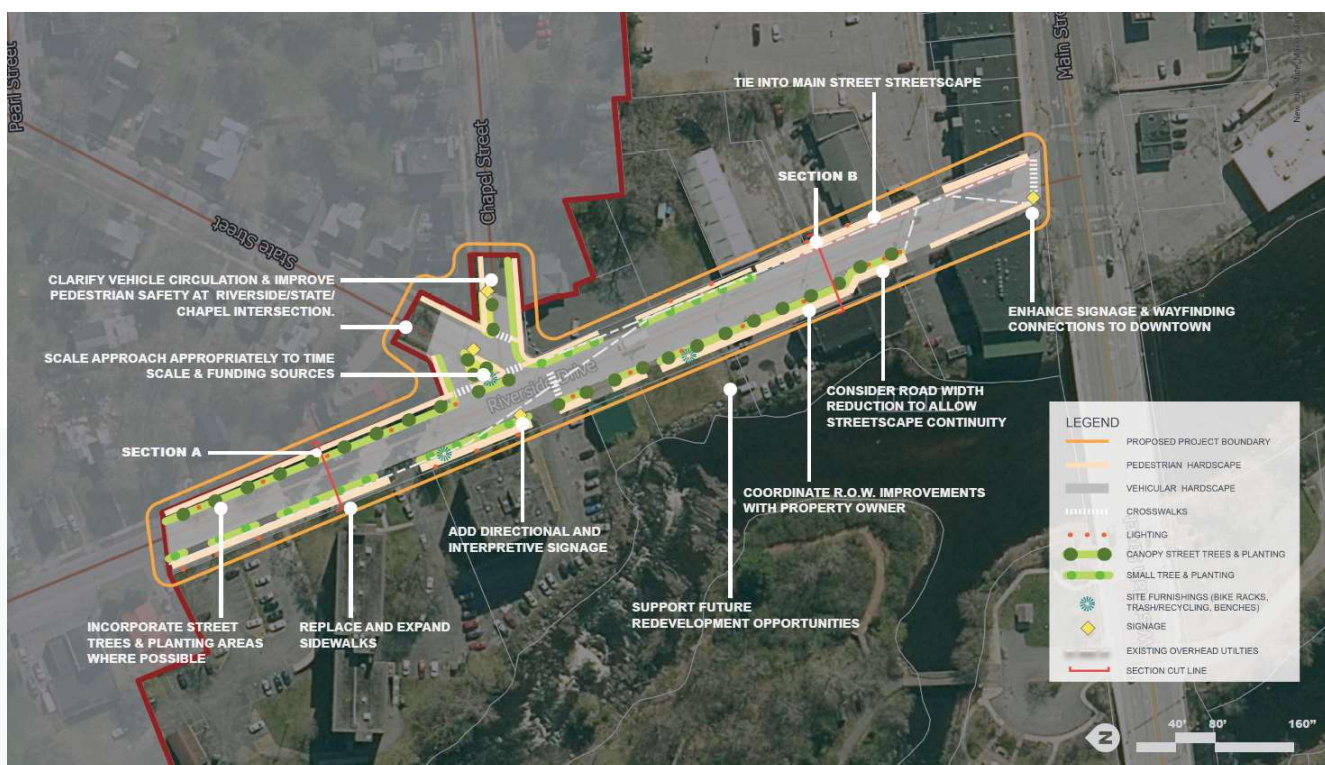 Pearl Street
State Street
Chapel Street
Main Stre
TIE INTO MAIN STREET STREETSCAPE
SECTION B
CLARIFY VEHICLE CIRCULATION & IMPROVE
PEDESTRIAN SAFETY AT RIVERSIDE/STATE/
CHAPEL INTERSECTION.
SCALE APPROACH APPROPRIATELY TO TIME
SCALE & FUNDING SOURCES
Riverside Drive
ENHANCE SIGNAGE & WAYFINDING
CONNECTIONS TO DOWNTOWN
CONSIDER ROAD WIDTH
REDUCTION TO ALLOW
STREETSCAPE CONTINUITY
SECTION A
COORDINATE R.O.W. IMPROVEMENTS
WITH PROPERTY OWNER
ADD DIRECTIONAL AND
INTERPRETIVE SIGNAGE
SUPPORT FUTURE
REDEVELOPMENT OPPORTUNITIES
INCORPORATE STREET
TREES & PLANTING AREAS
WHERE POSSIBLE
REPLACE AND EXPAND
SIDEWALKS
LEGEND
PROPOSED PROJECT BOUNDARY
PEDESTRIAN HARDSCAPE
VEHICULAR HARDSCAPE
CROSSWALKS
LIGHTING
CANOPY STREET TREES & PLANTING
SMALL TREE & PLANTING
SITE FURNISHINGS (BIKE RACKS,
TRASH/RECYCLING, BENCHES)
SIGNAGE
EXISTING OVERHEAD UTILTIES
SECTION CUT LINE
N
40' 80' 160"